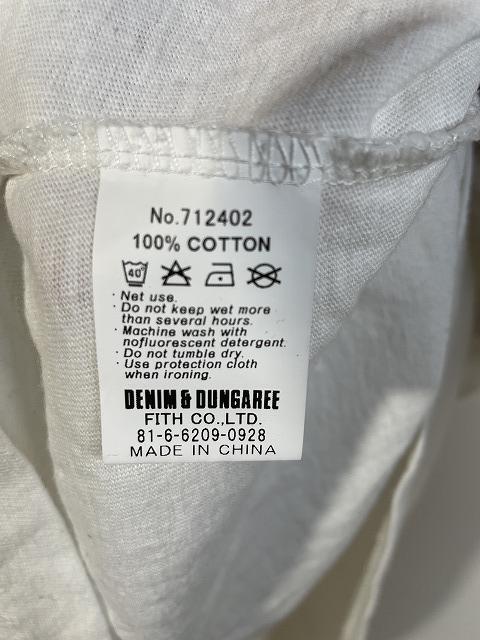 No.712402
100% COTTON
40°
· Net use.
· Do not keep wet more
than several hours.
· Machine wash with
nofluorescent detergent.
· Do not tumble dry.
· Use protection cloth
when ironing.
DENIM & DUNGAREE
FITH CO.,LTD.
81-6-6209-0928
MADE IN CHINA